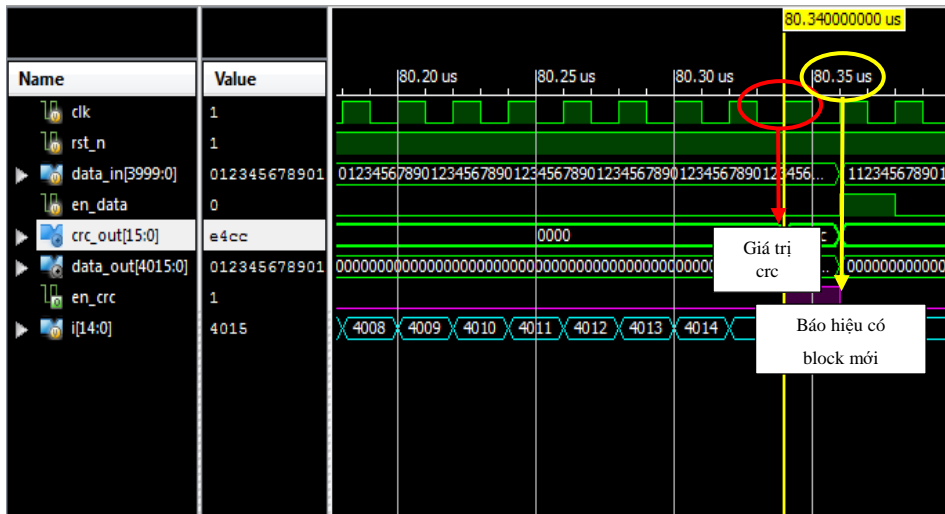 80.340000000 us
Name
Value
80.20 us
80.25 us
80.30 us
80.35 us
clk
1
rst_n
1
data_in[3999:0]
012345678901
01234567890123456789012345678901234567890123456...
112345678901
en_data
0
crc_out[15:0]
e4cc
0000
data_out[4015:0]
012345678901
000000000000
en_crc
1
i[14:0]
4015
4008
4009
4010
4011
4012
4013
4014
Giá trị
crc
Báo hiệu có
block mới